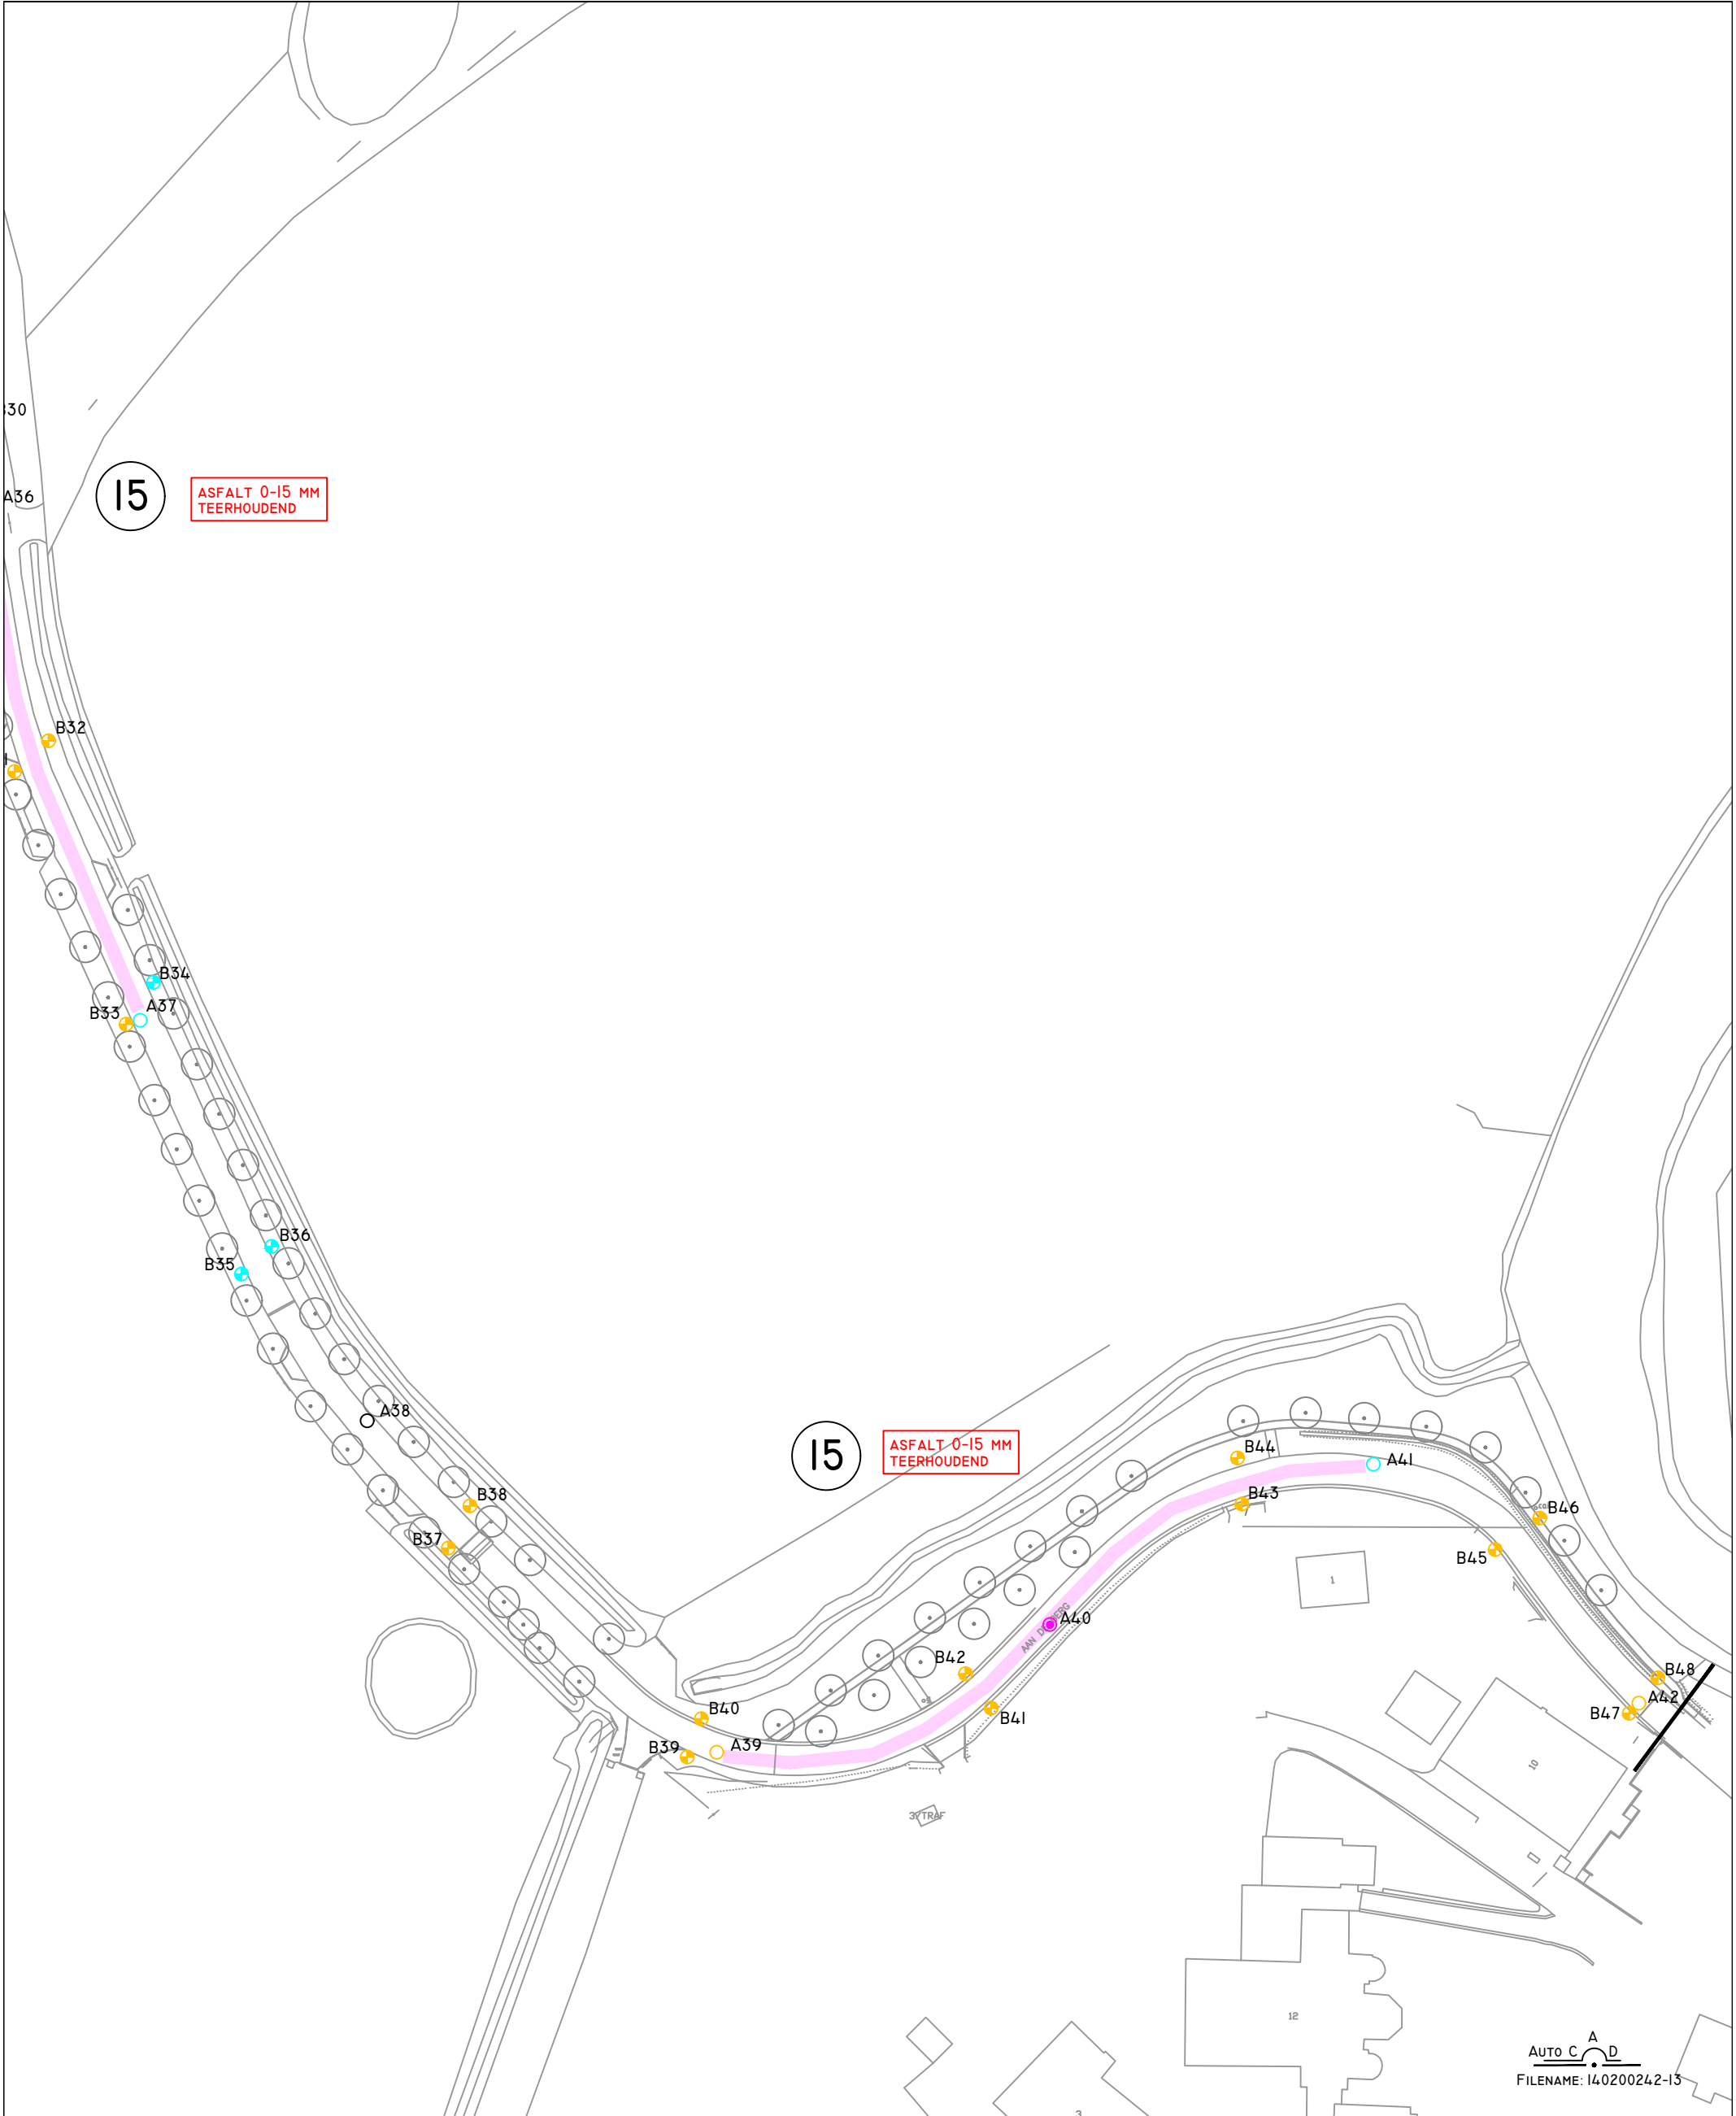 A36
15
ASFALT 0-15 MM
TEERHOUDEND
B32
B34
A37
B33
B36
B35
A38
B38
B37
15
ASFALT 0-15 MM
TEERHOUDEND
B44
A41
B43
B46
B45
1
A40
B42
B41
B40
A39
B39
B48
A42
B47
10
12
3
A
AUTO C D
FILENAME: 140200242-13